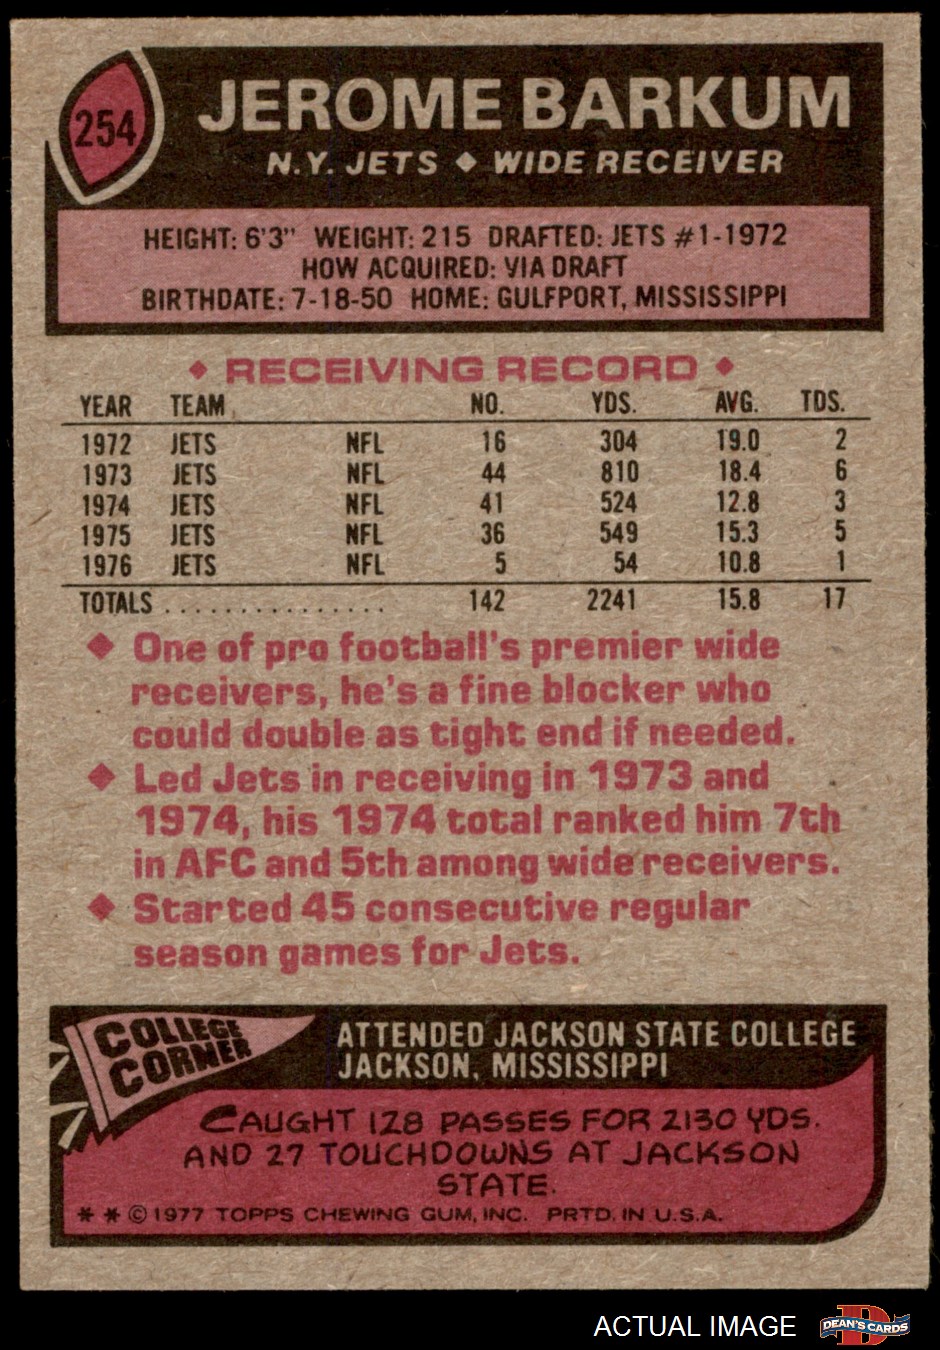 254
JEROME BARKUM
N.Y. JETS ◆ WIDE RECEIVER
HEIGHT: 6'3" WEIGHT: 215 DRAFTED: JETS #1-1972
HOW ACQUIRED: VIA DRAFT
BIRTHDATE: 7-18-50 HOME: GULFPORT, MISSISSIPPI
◆ RECEIVING RECORD ◆
YEAR TEAM NO. YDS. AVG. TDS.
1972 JETS NFL 16 304 19.0 2
1973 JETS NFL 44 810 18.4 6
1974 JETS NFL 41 524 12.8 3
1975 JETS NFL 36 549 15.3 5
1976 JETS NFL 5 54 10.8 1
TOTALS ............... 142 2241 15.8 17
◆ One of pro football's premier wide
receivers, he's a fine blocker who
could double as tight end if needed.
◆ Led Jets in receiving in 1973 and
1974, his 1974 total ranked him 7th
in AFC and 5th among wide receivers.
◆ Started 45 consecutive regular
season games for Jets.
COLLEGE
CORNER
ATTENDED JACKSON STATE COLLEGE
JACKSON, MISSISSIPPI
CAUGHT 128 PASSES FOR 2130 YDS.
AND 27 TOUCHDOWNS AT JACKSON
STATE.
* * © 1977 TOPPS CHEWING GUM, INC. PRTD. IN U.S.A.
ACTUAL IMAGE
D
DEAN'S CARDS